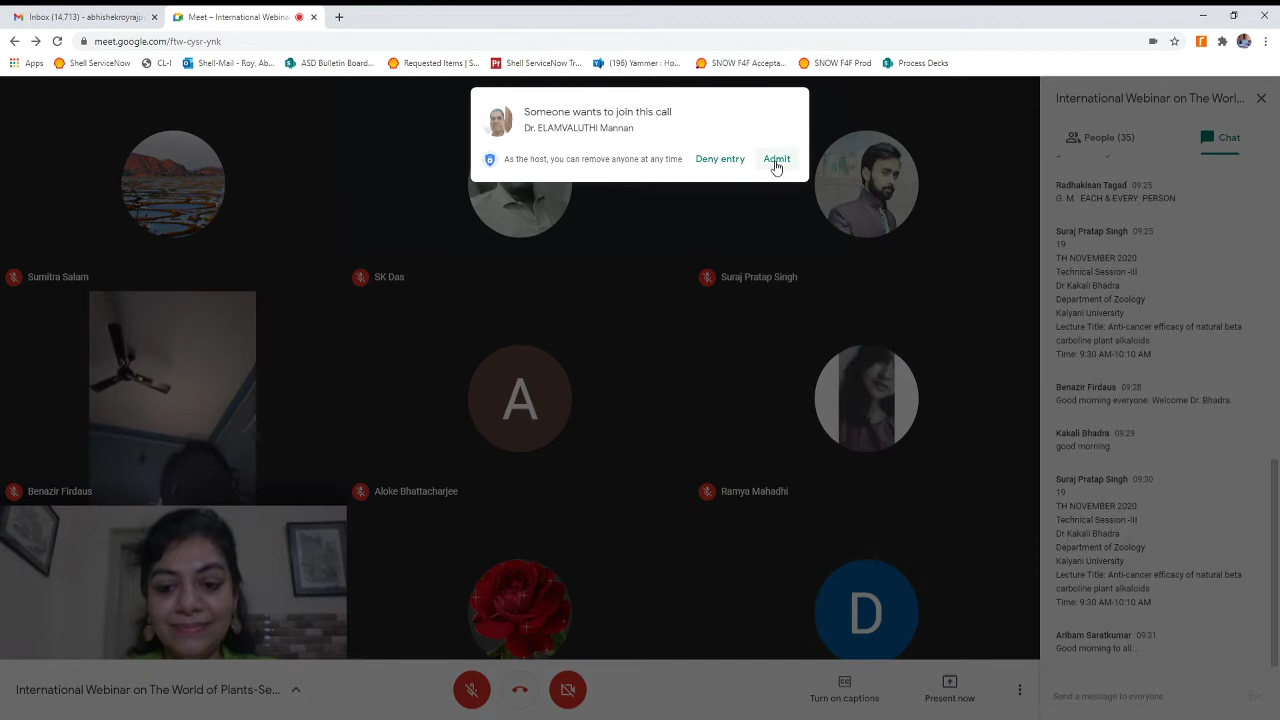 Inbox (14,713) - abhishekroyrajp
Meet – International Webina
meet.google.com/ftw-cysr-ynk
Apps
Shell ServiceNow
CL-I
Shell-Mail - Roy, Ab...
ASD Bulletin Board...
Requested Items | S...
Shell ServiceNow Tr...
(196) Yammer : Ho...
SNOW F4F Accepta...
SNOW F4F Prod
Process Decks
Someone wants to join this call
Dr. ELAMVALUTHI Mannan
As the host, you can remove anyone at any time
Deny entry
Admit
Sumitra Salam
SK Das
Suraj Pratap Singh
Benazir Firdaus
A
Aloke Bhattacharjee
Ramya Mahadhi
D
International Webinar on The Worl...
People (35)
Chat
Radhakisan Tagad 09:25
G. M. EACH & EVERY PERSON
Suraj Pratap Singh 09:25
19
TH NOVEMBER 2020
Technical Session -III
Dr Kakali Bhadra
Department of Zoology
Kalyani University
Lecture Title: Anti-cancer efficacy of natural beta
carboline plant alkaloids
Time: 9:30 AM-10:10 AM
Benazir Firdaus 09:28
Good morning everyone. Welcome Dr. Bhadra.
Kakali Bhadra 09:29
good morning
Suraj Pratap Singh 09:30
19
TH NOVEMBER 2020
Technical Session -III
Dr Kakali Bhadra
Department of Zoology
Kalyani University
Lecture Title: Anti-cancer efficacy of natural beta
carboline plant alkaloids
Time: 9:30 AM-10:10 AM
Aribam Saratkumar 09:31
Good morning to all...
Send a message to everyone
International Webinar on The World of Plants-Se...
CC
Turn on captions
Present now